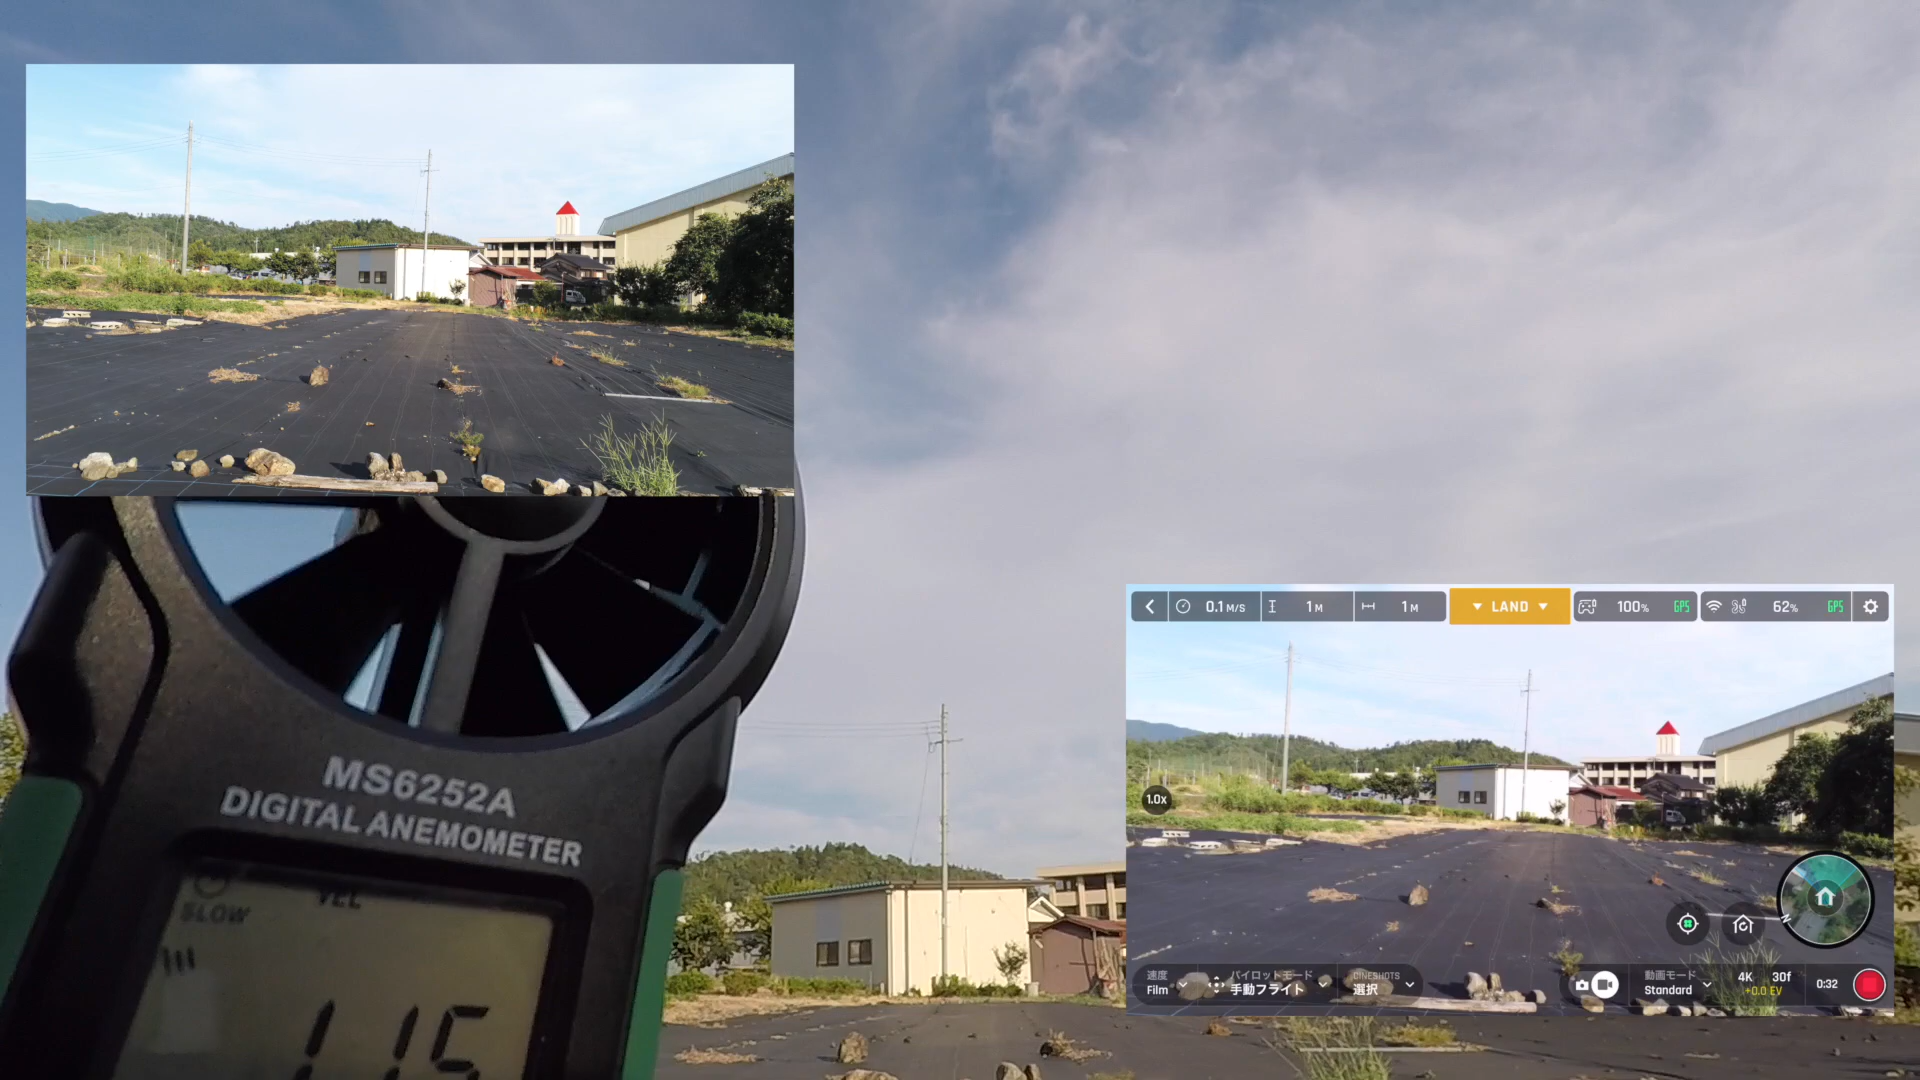 MS6252A
DIGITAL ANEMOMETER
VEL
SLOW
1.15
0.1 M/S
1 M
1 M
LAND
100%
GPS
62%
GPS
1.0x
N
速度
Film
パイロットモード
手動フライト
CINESHOTS
選択
動画モード
Standard
4K
30f
+0.0 EV
0:32